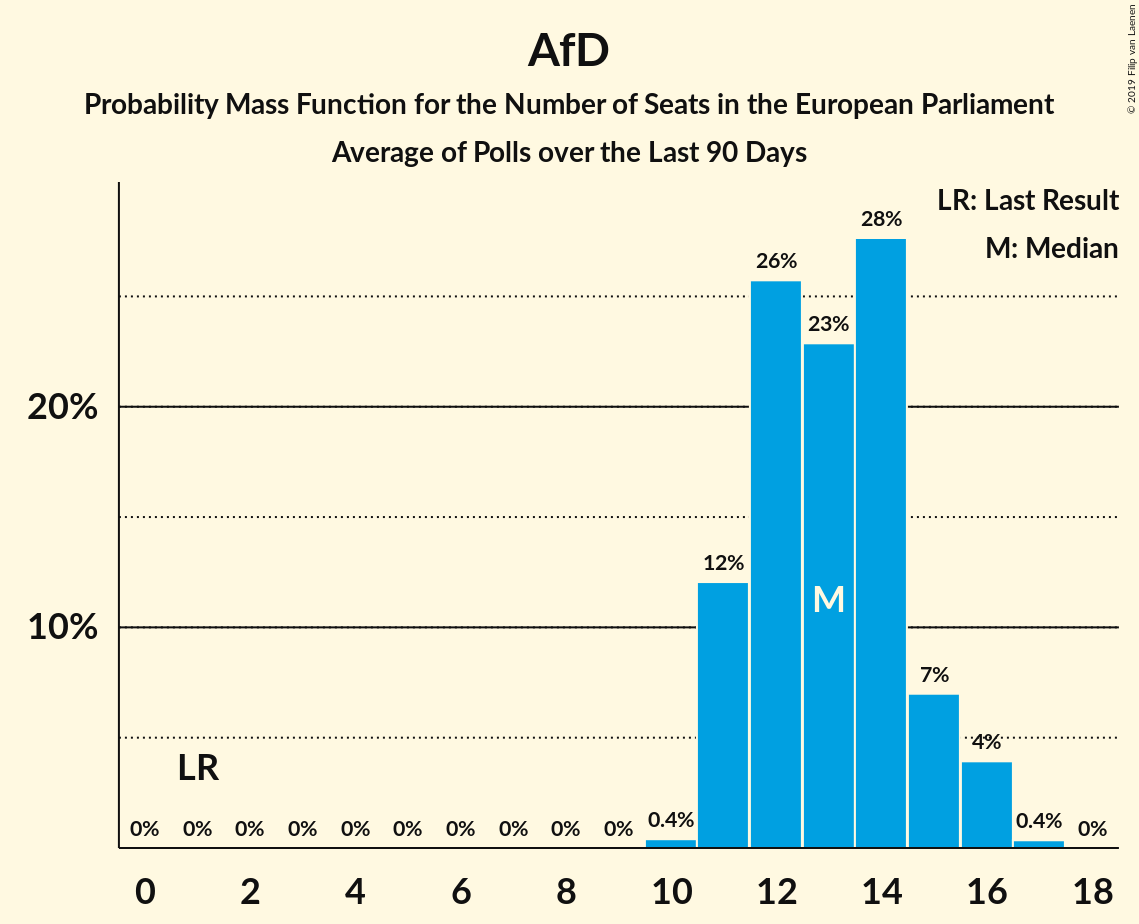 AfD
Probability Mass Function for the Number of Seats in the European Parliament
Average of Polls over the Last 90 Days
© 2019 Filip van Laenen
LR: Last Result
M: Median
28%
26%
23%
20%
12%
M
10%
7%
4%
LR
0% 0% 0% 0% 0% 0% 0% 0% 0% 0% 0.4% 0.4% 0%
0 2 4 6 8 10 12 14 16 18